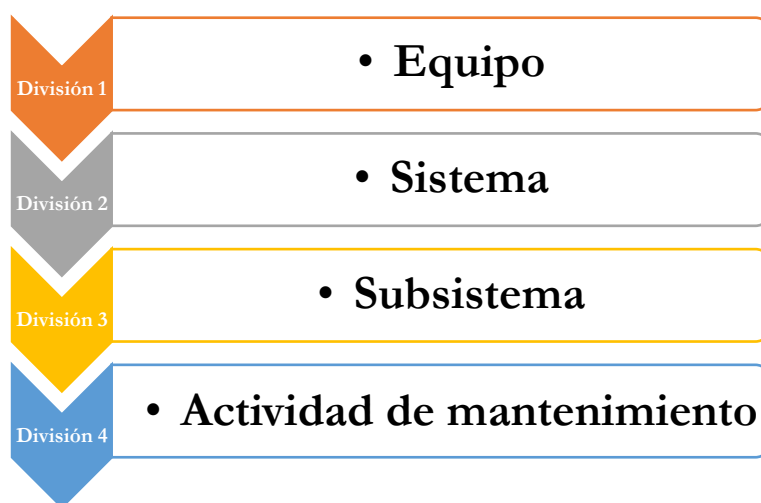 División 1
• Equipo
División 2
• Sistema
División 3
• Subsistema
División 4
• Actividad de mantenimiento